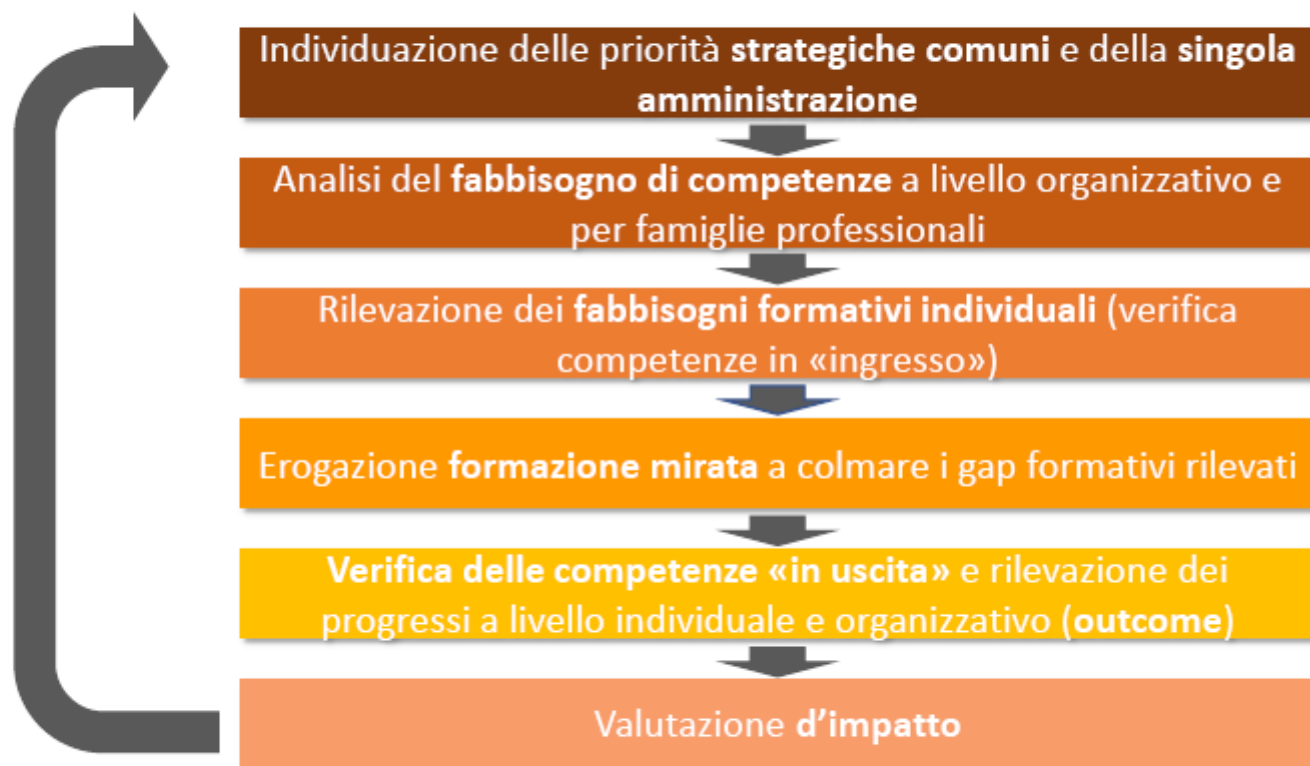 Individuazione delle priorità strategiche comuni e della singola
amministrazione
Analisi del fabbisogno di competenze a livello organizzativo e
per famiglie professionali
Rilevazione dei fabbisogni formativi individuali (verifica
competenze in «ingresso»)
Erogazione formazione mirata a colmare i gap formativi rilevati
Verifica delle competenze «in uscita» e rilevazione dei
progressi a livello individuale e organizzativo (outcome)
Valutazione d’impatto